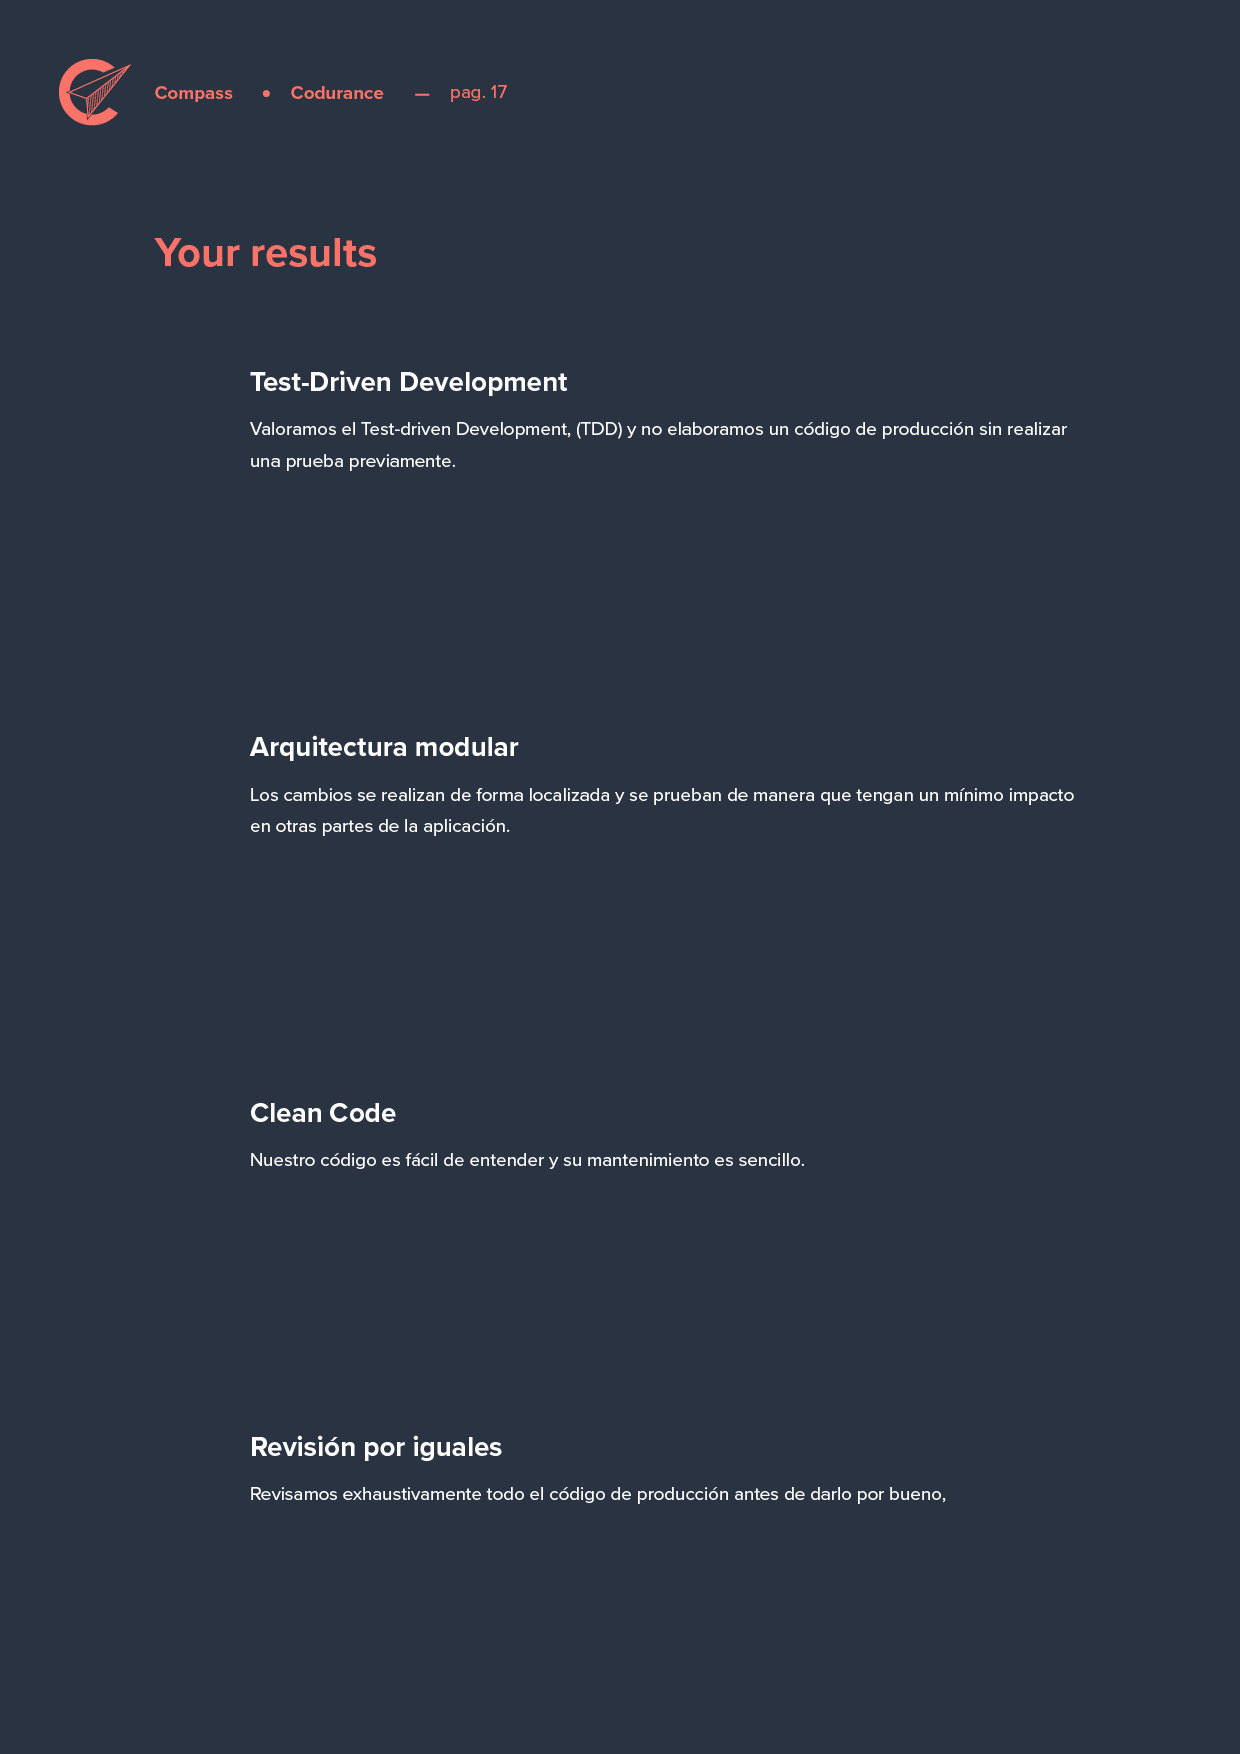 Compass • Codurance — pag. 17
Your results
Test-Driven Development
Valoramos el Test-driven Development, (TDD) y no elaboramos un código de producción sin realizar
una prueba previamente.
Arquitectura modular
Los cambios se realizan de forma localizada y se prueban de manera que tengan un mínimo impacto
en otras partes de la aplicación.
Clean Code
Nuestro código es fácil de entender y su mantenimiento es sencillo.
Revisión por iguales
Revisamos exhaustivamente todo el código de producción antes de darlo por bueno,